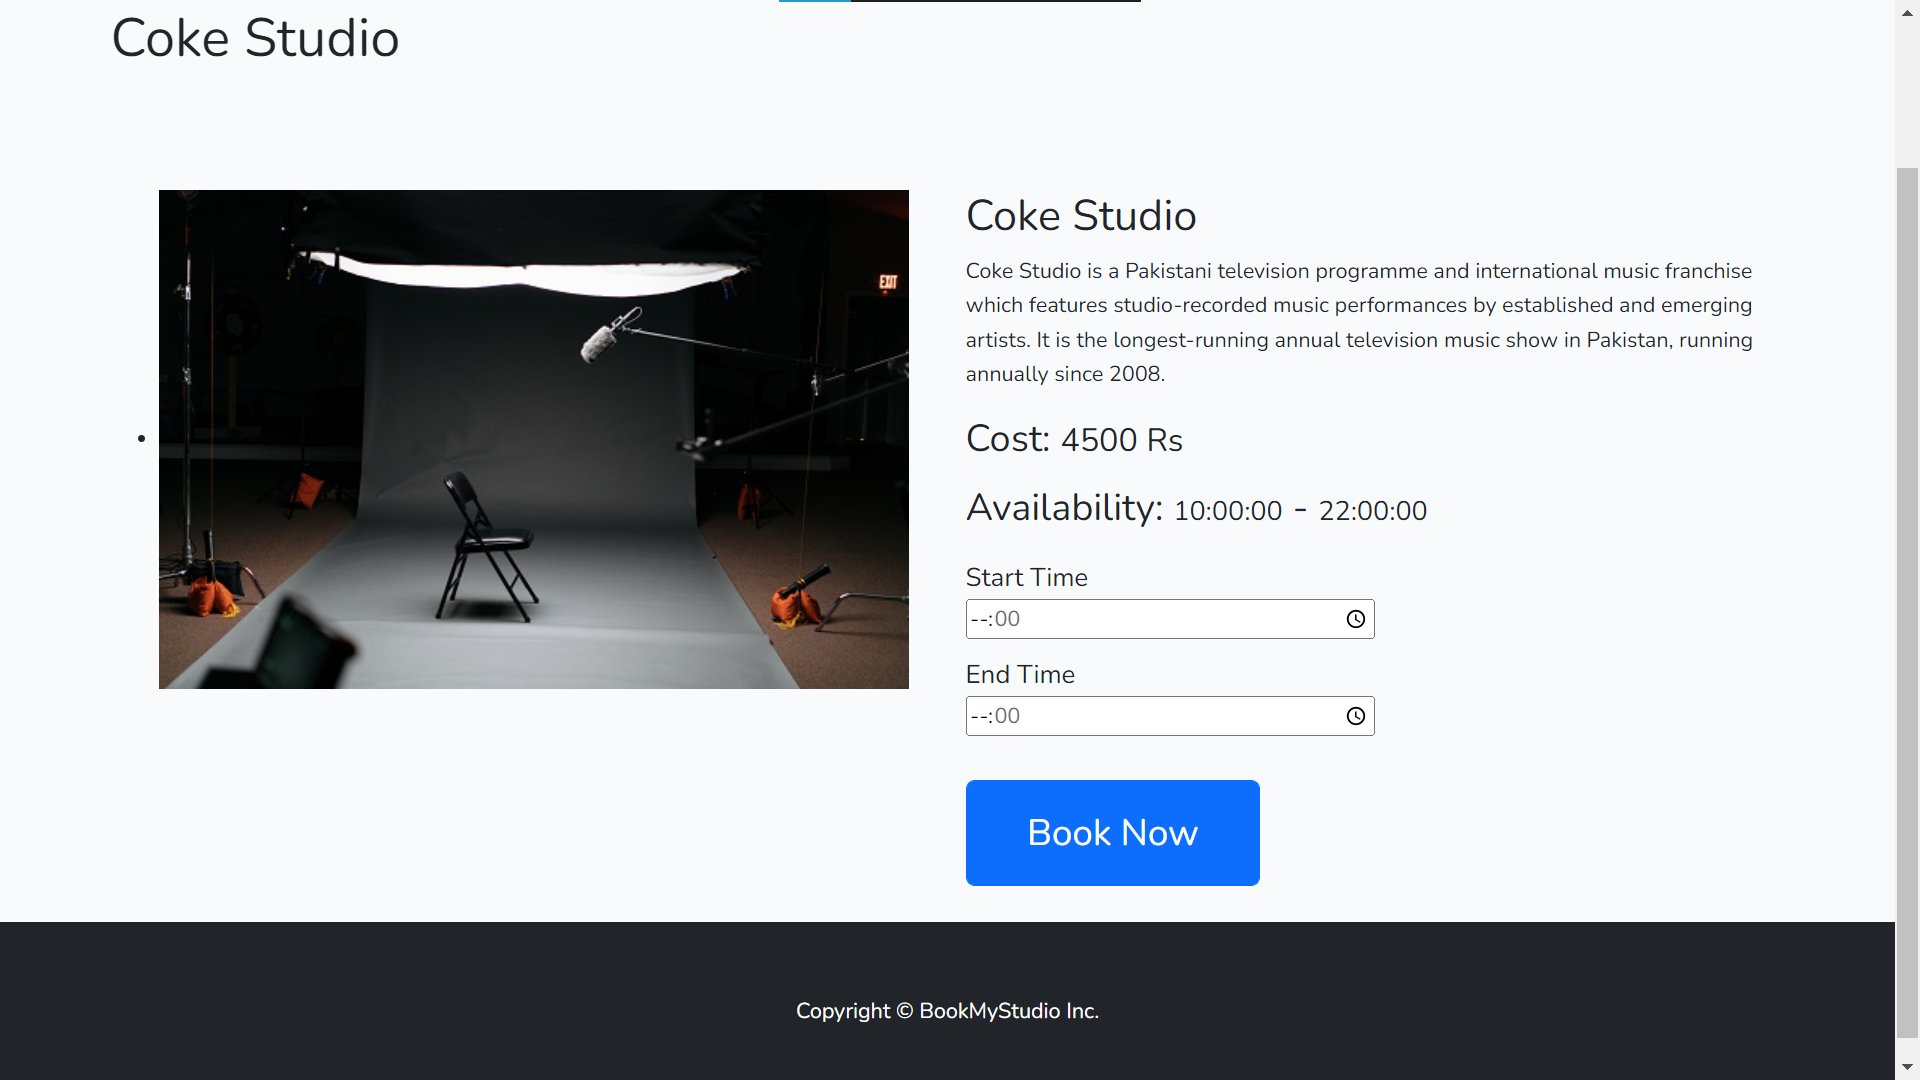 Coke Studio
EXIT
Coke Studio
Coke Studio is a Pakistani television programme and international music franchise
which features studio-recorded music performances by established and emerging
artists. It is the longest-running annual television music show in Pakistan, running
annually since 2008.
Cost: 4500 Rs
Availability: 10:00:00 - 22:00:00
Start Time
--:00
End Time
--:00
Book Now
Copyright © BookMyStudio Inc.